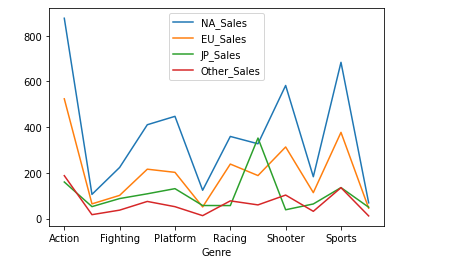 NA_Sales
EU_Sales
JP_Sales
Other_Sales
800
600
400
200
0
Action Fighting Platform Racing Shooter Sports
Genre